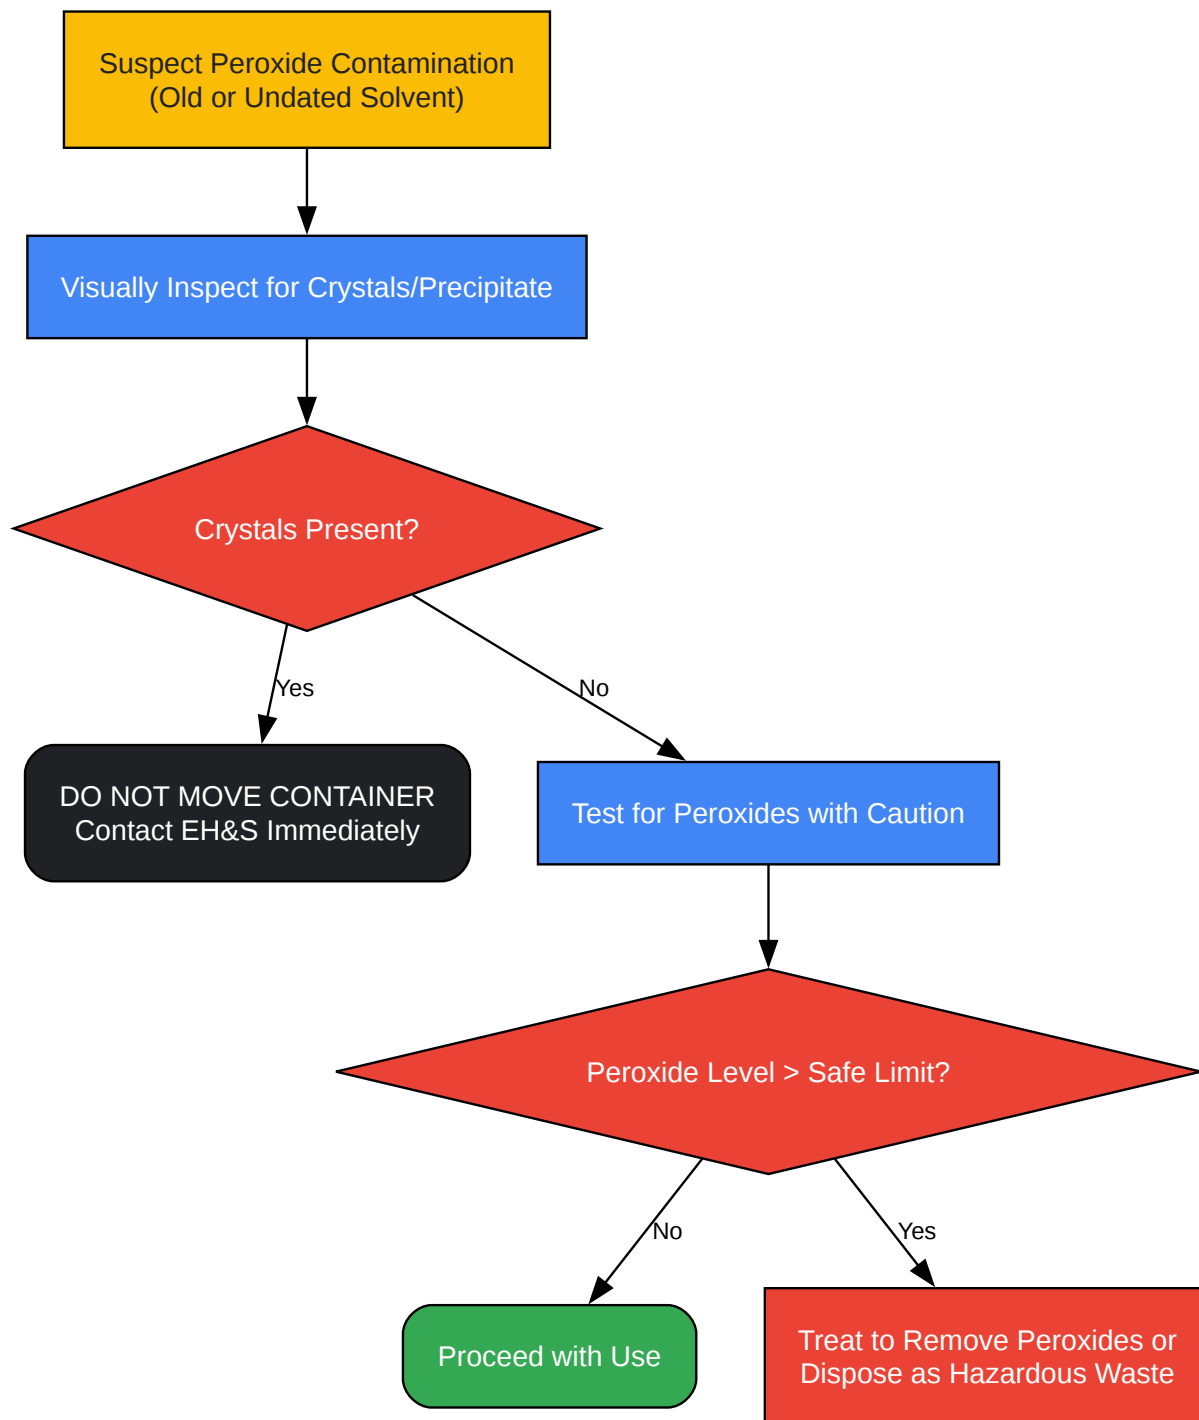 Suspect Peroxide Contamination
(Old or Undated Solvent)
Visually Inspect for Crystals/Precipitate
Crystals Present?
Yes
No
DO NOT MOVE CONTAINER
Contact EH&S Immediately
Test for Peroxides with Caution
Peroxide Level > Safe Limit?
No
Yes
Proceed with Use
Treat to Remove Peroxides or
Dispose as Hazardous Waste